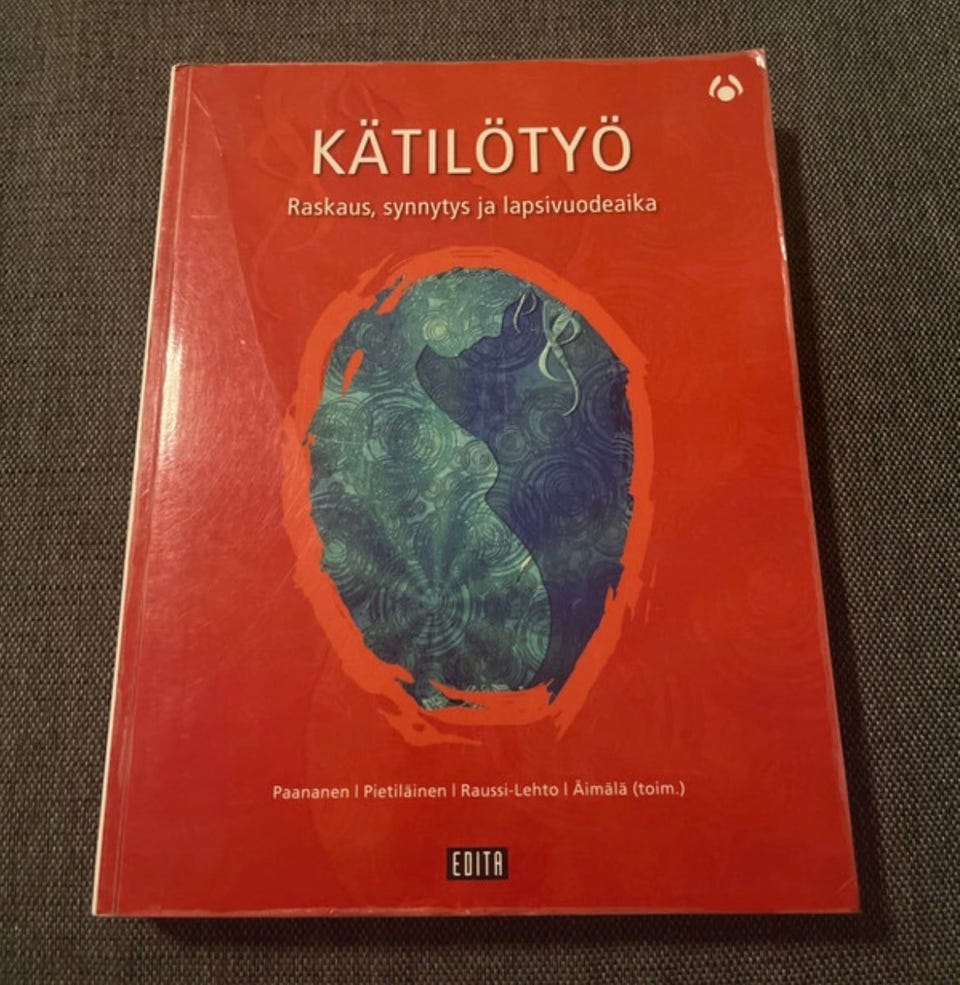 KÄTILÖTYÖ
Raskaus, synnytys ja lapsivuodeaika
Paananen | Pietiläinen | Raussi-Lehto | Äimälä (toim.)
EDITA